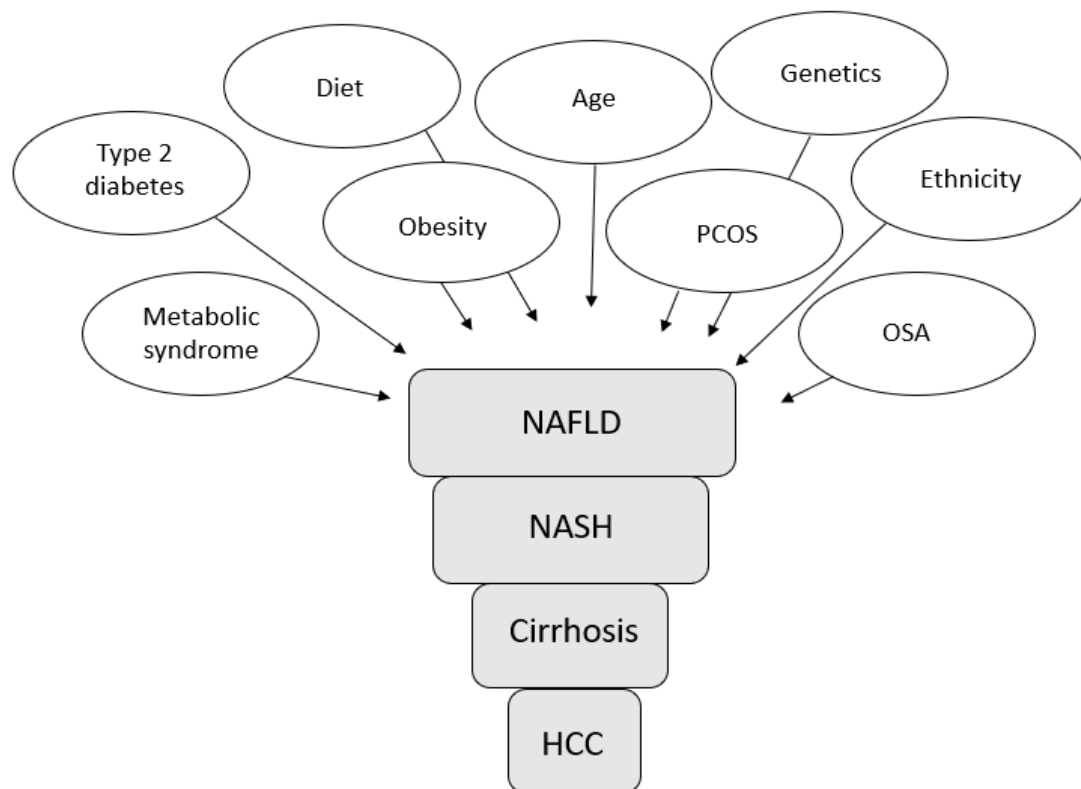 Genetics
Diet
Age
Type 2
diabetes
Ethnicity
Obesity
PCOS
Metabolic
syndrome
OSA
NAFLD
NASH
Cirrhosis
HCC